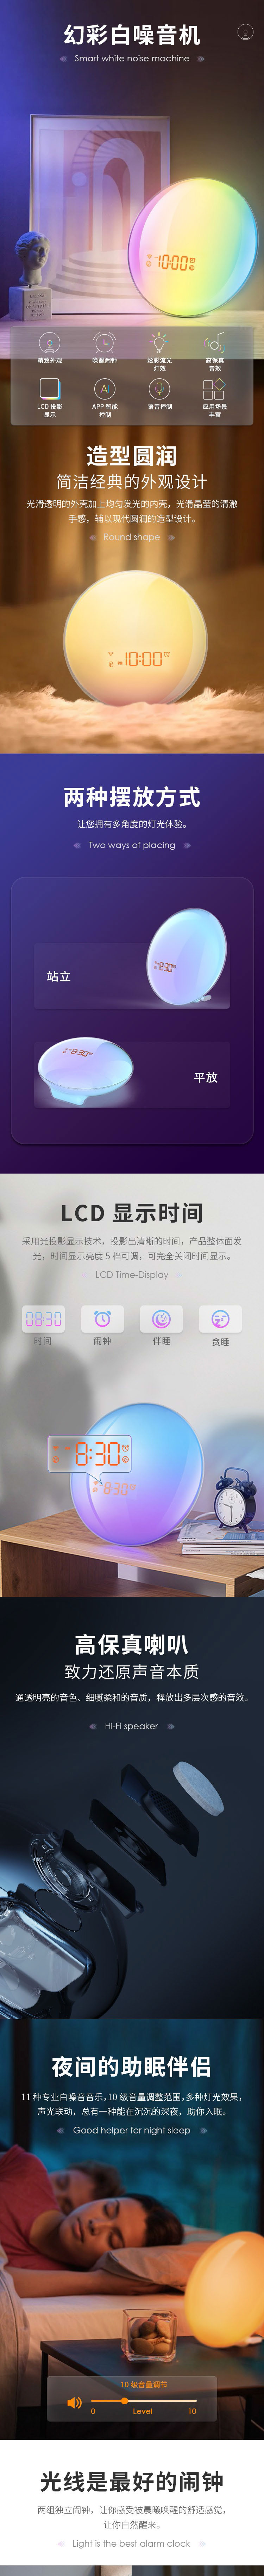 幻彩白噪音机
Smart white noise machine
10:00
精致外观
唤醒闹钟
炫彩流光
灯效
高保真
音效
LCD 投影
显示
AI
APP 智能
控制
语音控制
应用场景
丰富
造型圆润
简洁经典的外观设计
光滑透明的外壳加上均匀发光的内壳，光滑晶莹的清澈
手感，辅以现代圆润的造型设计。
Round shape
10:00
两种摆放方式
让您拥有多角度的灯光体验。
Two ways of placing
8:30
站立
8:30
平放
LCD 显示时间
采用光投影显示技术，投影出清晰的时间，产品整体面发
光，时间显示亮度 5 档可调，可完全关闭时间显示。
LCD Time-Display
08:30
时间
闹钟
伴睡
贪睡
8:30
8:30
高保真喇叭
致力还原声音本质
通透明亮的音色、细腻柔和的音质，释放出多层次感的音效。
Hi-Fi speaker
夜间的助眠伴侣
11 种专业白噪音音乐，10 级音量调整范围，多种灯光效果，
声光联动，总有一种能在沉沉的深夜，助你入眠。
Good helper for night sleep
10 级音量调节
0 Level 10
光线是最好的闹钟
两组独立闹钟，让你感受被晨曦唤醒的舒适感觉，
让你自然醒来。
Light is the best alarm clock